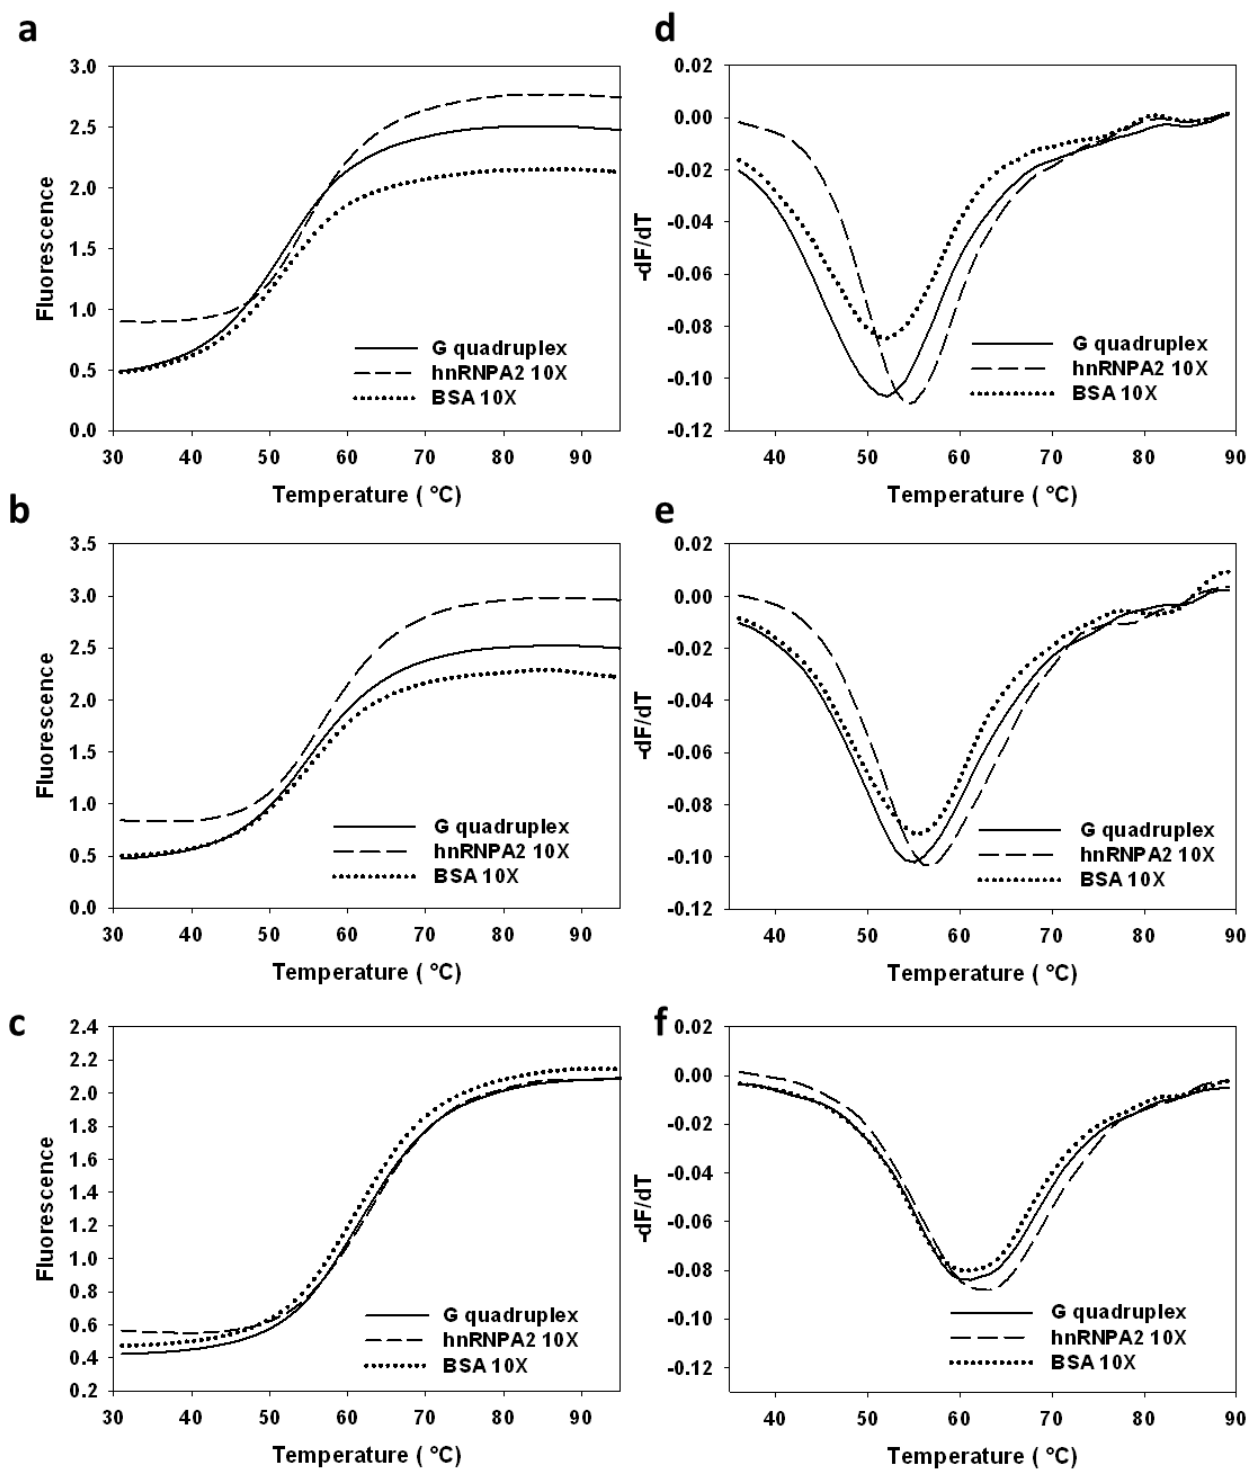 a
3.0
2.5
2.0
1.5
1.0
0.5
0.0
Fluorescence
G quadruplex
hnRNPA2 10X
BSA 10X
30 40 50 60 70 80 90
Temperature ( °C)
d
0.02
0.00
-0.02
-0.04
-0.06
-0.08
-0.10
-0.12
-dF/dT
G quadruplex
hnRNPA2 10X
BSA 10X
40 50 60 70 80 90
Temperature ( °C)
b
3.5
3.0
2.5
2.0
1.5
1.0
0.5
0.0
Fluorescence
G quadruplex
hnRNPA2 10X
BSA 10X
30 40 50 60 70 80 90
Temperature ( °C)
e
0.02
0.00
-0.02
-0.04
-0.06
-0.08
-0.10
-0.12
-dF/dT
G quadruplex
hnRNPA2 10X
BSA 10X
40 50 60 70 80 90
Temperature ( °C)
c
2.4
2.2
2.0
1.8
1.6
1.4
1.2
1.0
0.8
0.6
0.4
0.2
Fluorescence
G quadruplex
hnRNPA2 10X
BSA 10X
30 40 50 60 70 80 90
Temperature ( °C)
f
0.02
0.00
-0.02
-0.04
-0.06
-0.08
-0.10
-0.12
-dF/dT
G quadruplex
hnRNPA2 10X
BSA 10X
40 50 60 70 80 90
Temperature ( °C)